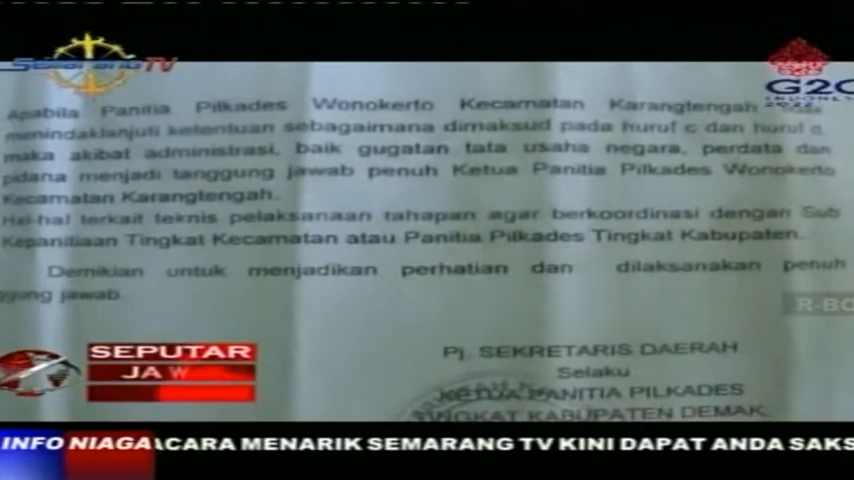 Semarang TV
G20
INDONESIA
2022
Apabila Panitia Pilkades Wonokerto Kecamatan Karangtengah
menindaklanjuti ketentuan sebagaimana dimaksud pada huruf c dan huruf
maka akibat administrasi, baik gugatan tata usaha negara, perdata dan
pidana menjadi tanggung jawab penuh Ketua Panitia Pilkades Wonokerto
Kecamatan Karangtengah.
Hal-hal terkait teknis pelaksanaan tahapan agar berkoordinasi dengan Sub
Kepanitiaan Tingkat Kecamatan atau Panitia Pilkades Tingkat Kabupaten.
Demikian untuk menjadikan perhatian dan dilaksanakan penuh
ggung jawab.
R-BO
Pj. SEKRETARIS DAERAH
Selaku
KETUA PANITIA PILKADES
TINGKAT KABUPATEN DEMAK,
SEPUTAR
JAW
INFO NIAGA ACARA MENARIK SEMARANG TV KINI DAPAT ANDA SAKS